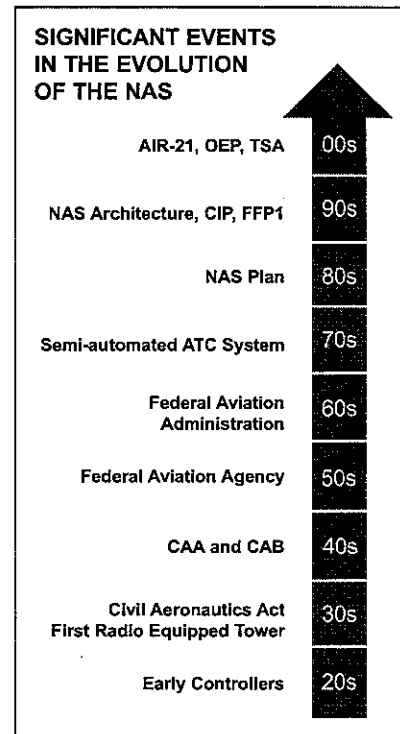 SIGNIFICANT EVENTS
IN THE EVOLUTION
OF THE NAS
AIR-21, OEP, TSA 00s
NAS Architecture, CIP, FFP1 90s
NAS Plan 80s
Semi-automated ATC System 70s
Federal Aviation
Administration 60s
Federal Aviation Agency 50s
CAA and CAB 40s
Civil Aeronautics Act
First Radio Equipped Tower 30s
Early Controllers 20s